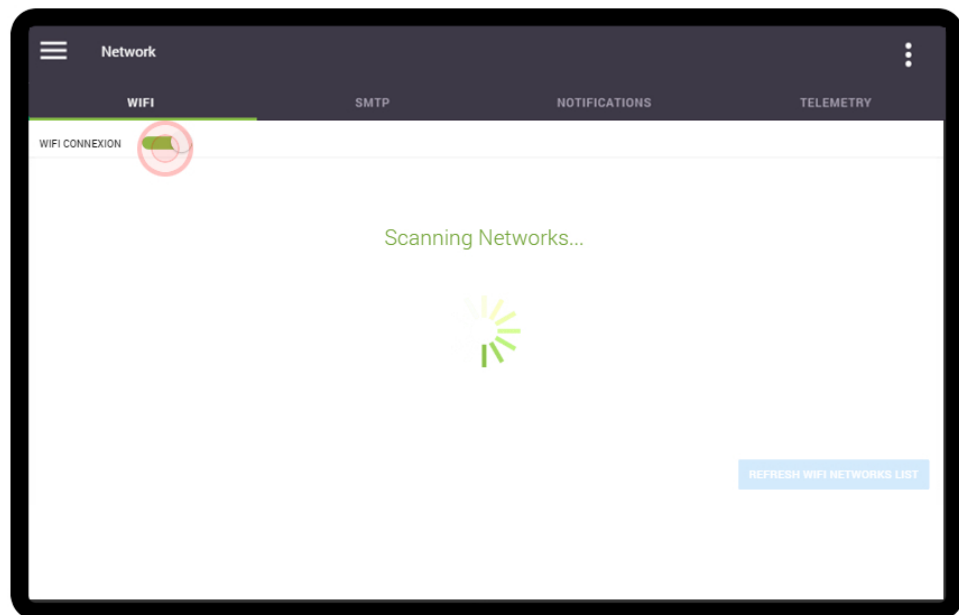 Network
WIFI SMTP NOTIFICATIONS TELEMETRY
WIFI CONNEXION
Scanning Networks...
REFRESH WIFI NETWORKS LIST